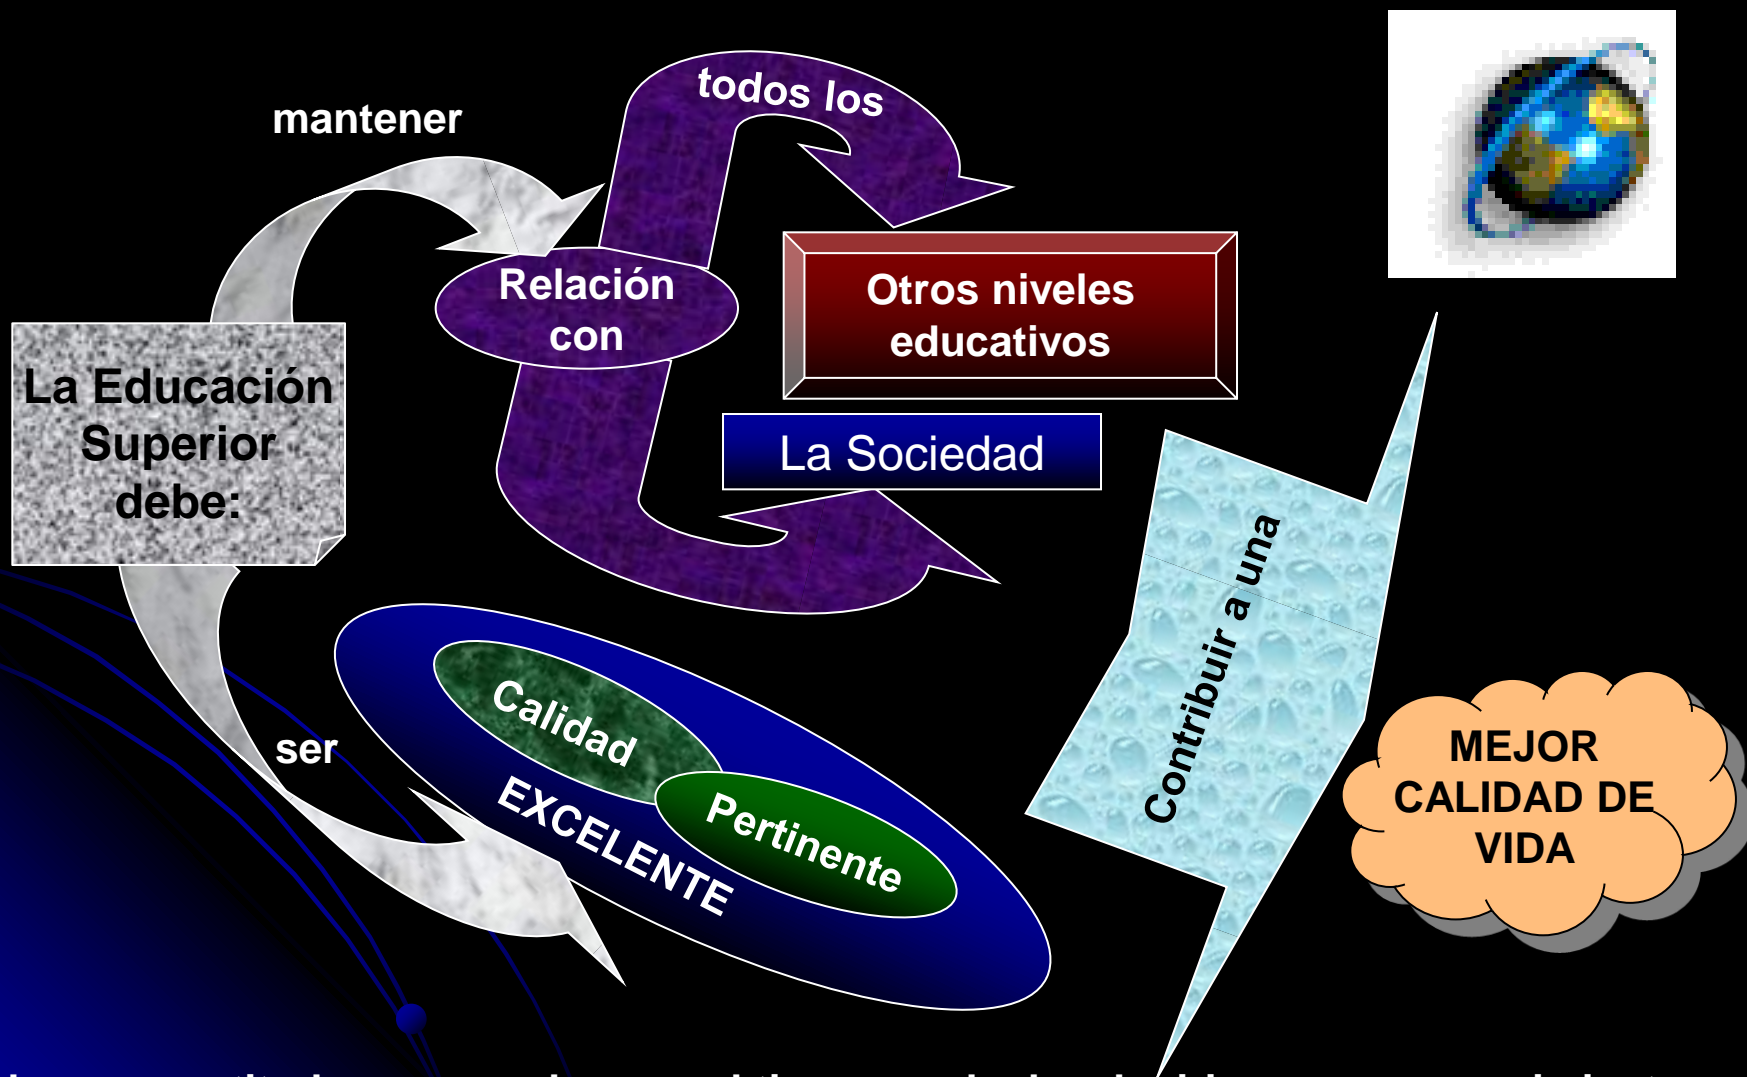 mantener
todos los
Relación
con
Otros niveles
educativos
La Educación
Superior
debe:
La Sociedad
Contribuir a una
ser
Calidad
EXCELENTE
Pertinente
MEJOR
CALIDAD DE
VIDA